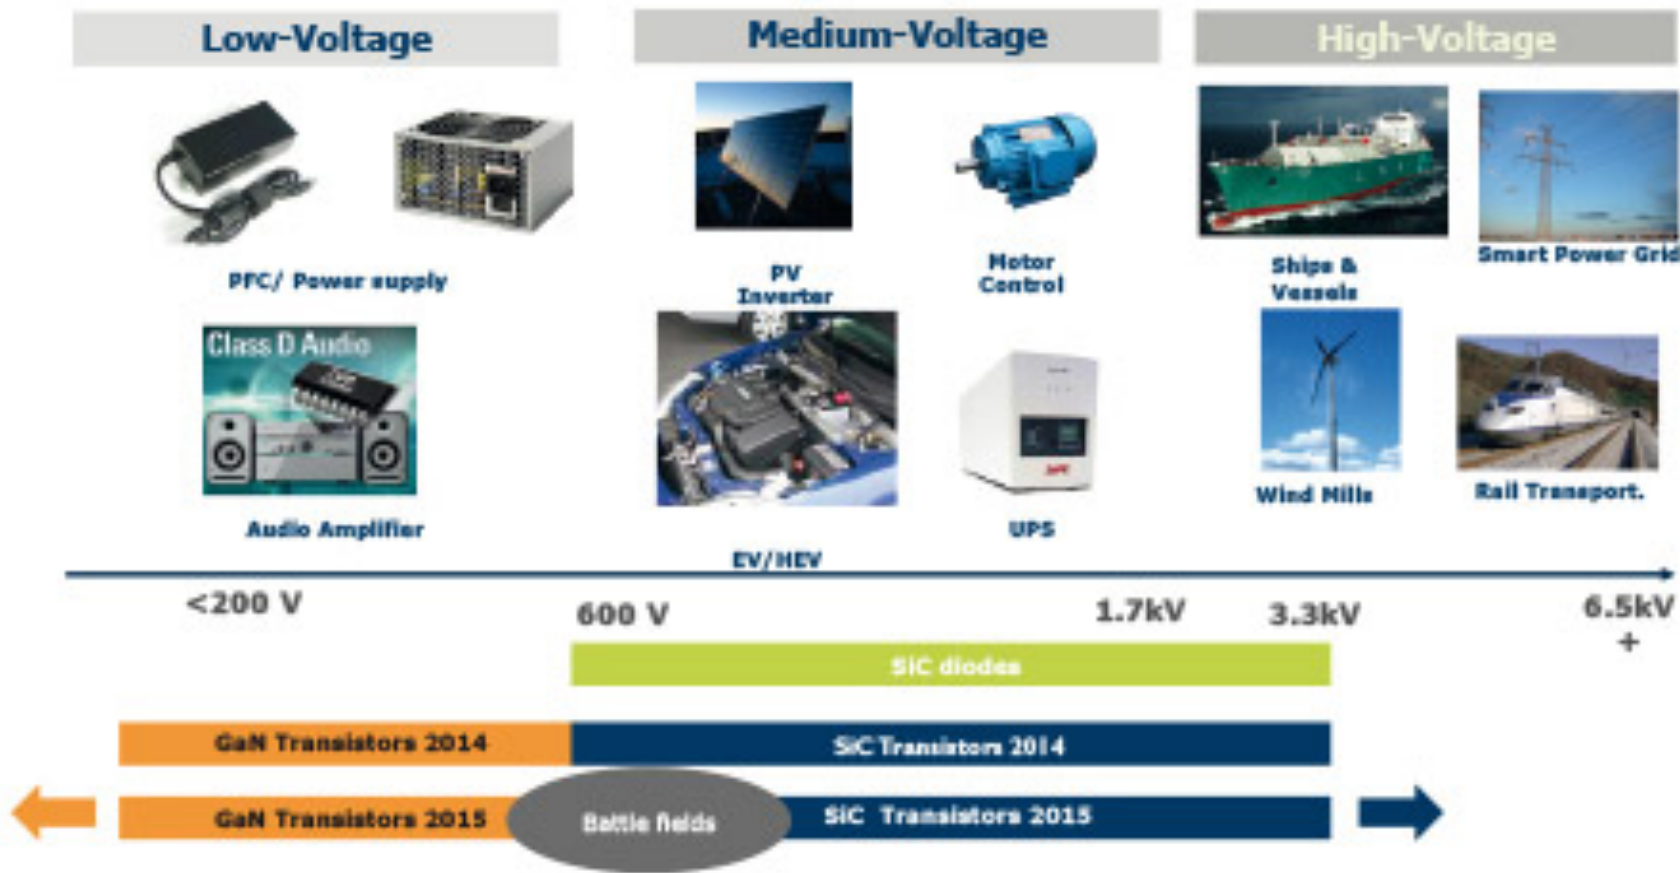 Low-Voltage
Medium-Voltage
High-Voltage
PFC/ Power supply
PV
Inverter
Motor
Control
Ships &
Vessels
Smart Power Grid
Class D Audio
Audio Amplifier
EV/HEV
APC
UPS
Wind Mills
Rail Transport.
<200 V
600 V
1.7kV
3.3kV
6.5kV
+
SiC diodes
GaN Transistors 2014
SiC Transistors 2014
GaN Transistors 2015
Battle fields
SiC Transistors 2015